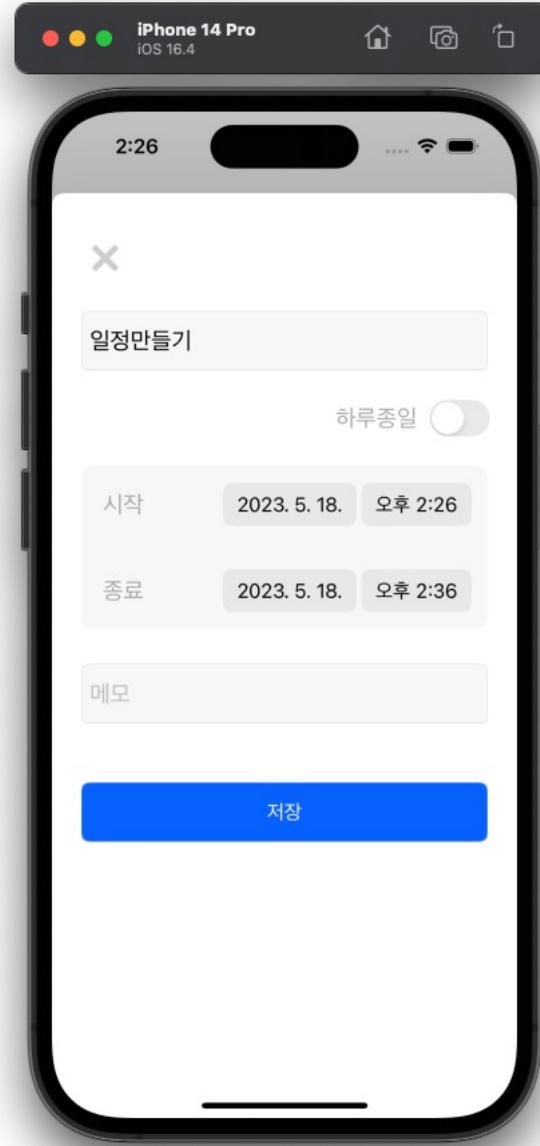 iPhone 14 Pro
iOS 16.4
2:26
일정만들기
하루종일
시작 2023. 5. 18. 오후 2:26
종료 2023. 5. 18. 오후 2:36
메모
저장